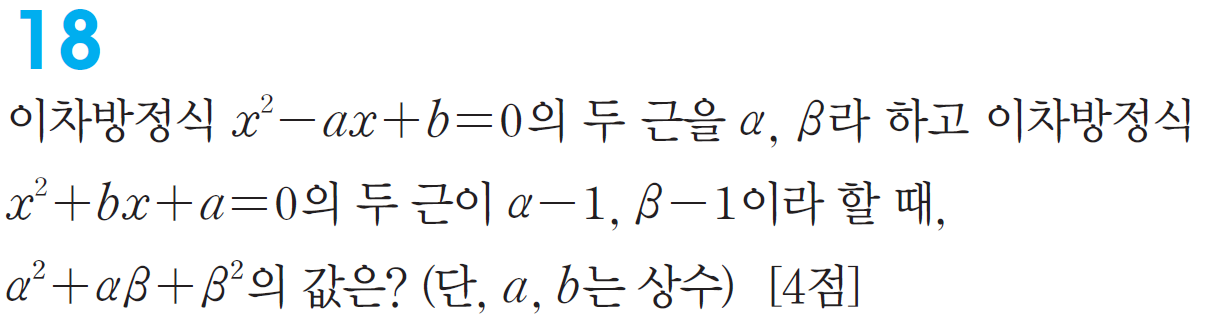 18
이차방정식 x²-ax+b=0의 두 근을 α, β라 하고 이차방정식
x²+bx+a=0의 두 근이 α-1, β-1이라 할 때,
α²+αβ+β²의 값은? (단, a, b는 상수) [4점]